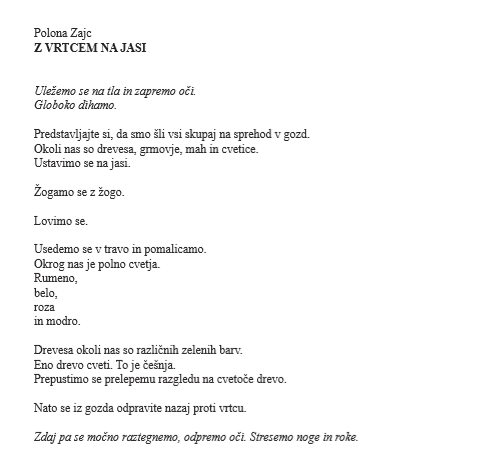 Polona Zajc
Z VRTCEM NA JASI
Uležemo se na tla in zapremo oči.
Globoko dihamo.
Predstavljajte si, da smo šli vsi skupaj na sprehod v gozd.
Okoli nas so drevesa, grmovje, mah in cvetice.
Ustavimo se na jasi.
Žogamo se z žogo.
Lovimo se.
Usedemo se v travo in pomalicamo.
Okrog nas je polno cvetja.
Rumeno,
belo,
roza
in modro.
Drevesa okoli nas so različnih zelenih barv.
Eno drevo cveti. To je češnja.
Prepustimo se prelepemu razgledu na cvetoče drevo.
Nato se iz gozda odpravite nazaj proti vrtcu.
Zdaj pa se močno raztegnemo, odpremo oči. Stresemo noge in roke.